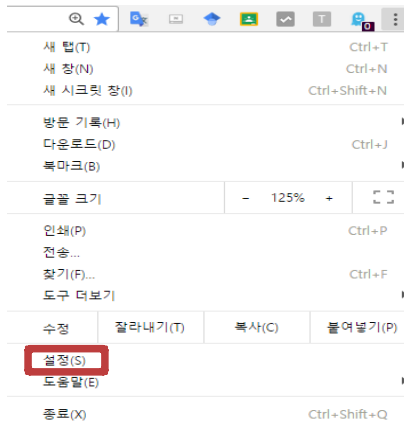 T
0
새 탭(T) Ctrl+T
새 창(N) Ctrl+N
새 시크릿 창(I) Ctrl+Shift+N
방문 기록(H)
다운로드(D) Ctrl+J
북마크(B)
글꼴 크기 - 125% +
인쇄(P) Ctrl+P
전송...
찾기(F)... Ctrl+F
도구 더보기
수정 잘라내기(T) 복사(C) 붙여넣기(P)
설정(S)
도움말(E)
종료(X) Ctrl+Shift+Q